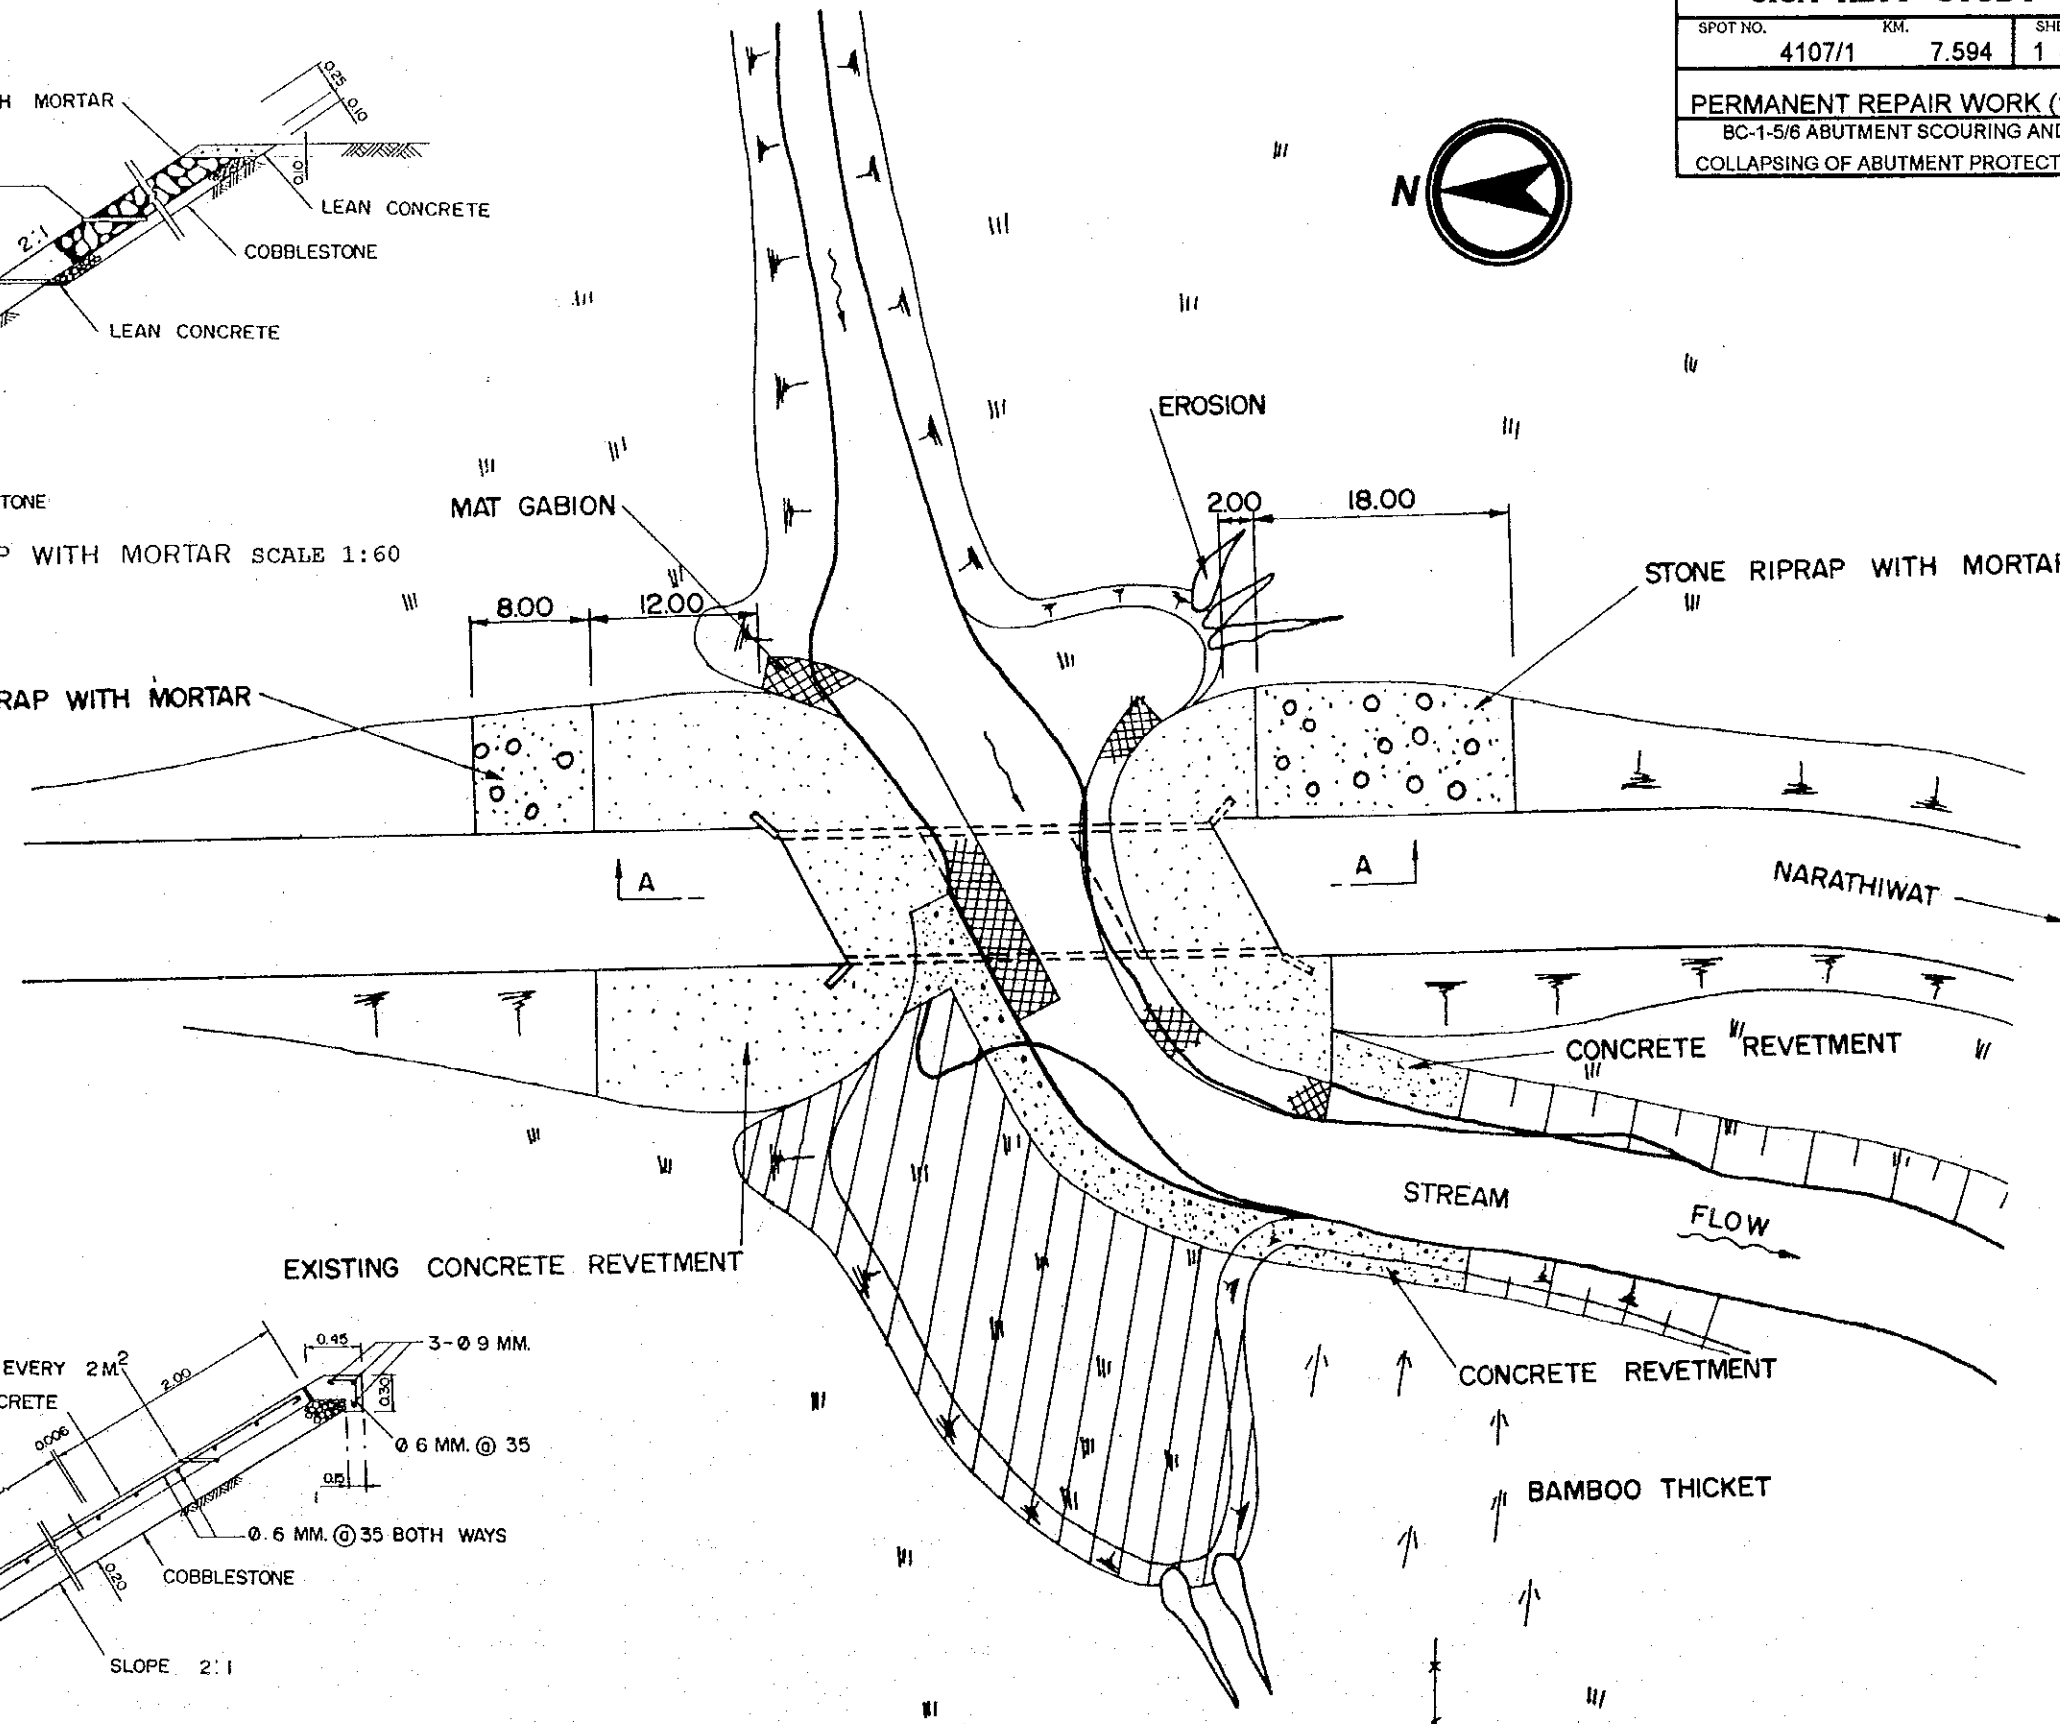 SPOT NO. KM.
4107/1 7.594 1
PERMANENT REPAIR WORK
BC-1-5/6 ABUTMENT SCOURING AND
COLLAPSING OF ABUTMENT PROTECT
H MORTAR
0.25
0.10
0.10
LEAN CONCRETE
COBBLESTONE
2:1
LEAN CONCRETE
N
EROSION
TONE
MAT GABION
2.00 18.00
P WITH MORTAR SCALE 1:60
STONE RIPRAP WITH MORTAR
8.00 12.00
RAP WITH MORTAR
A A
NARATHIWAT
CONCRETE REVETMENT
STREAM
FLOW
EXISTING CONCRETE REVETMENT
CONCRETE REVETMENT
BAMBOO THICKET
EVERY 2M²
CRETE
2.00
0.45
3-Ø 9 MM.
0.30
0.006
Ø 6 MM. @ 35
0.15
Ø. 6 MM. @ 35 BOTH WAYS
0.20
COBBLESTONE
SLOPE 2:1